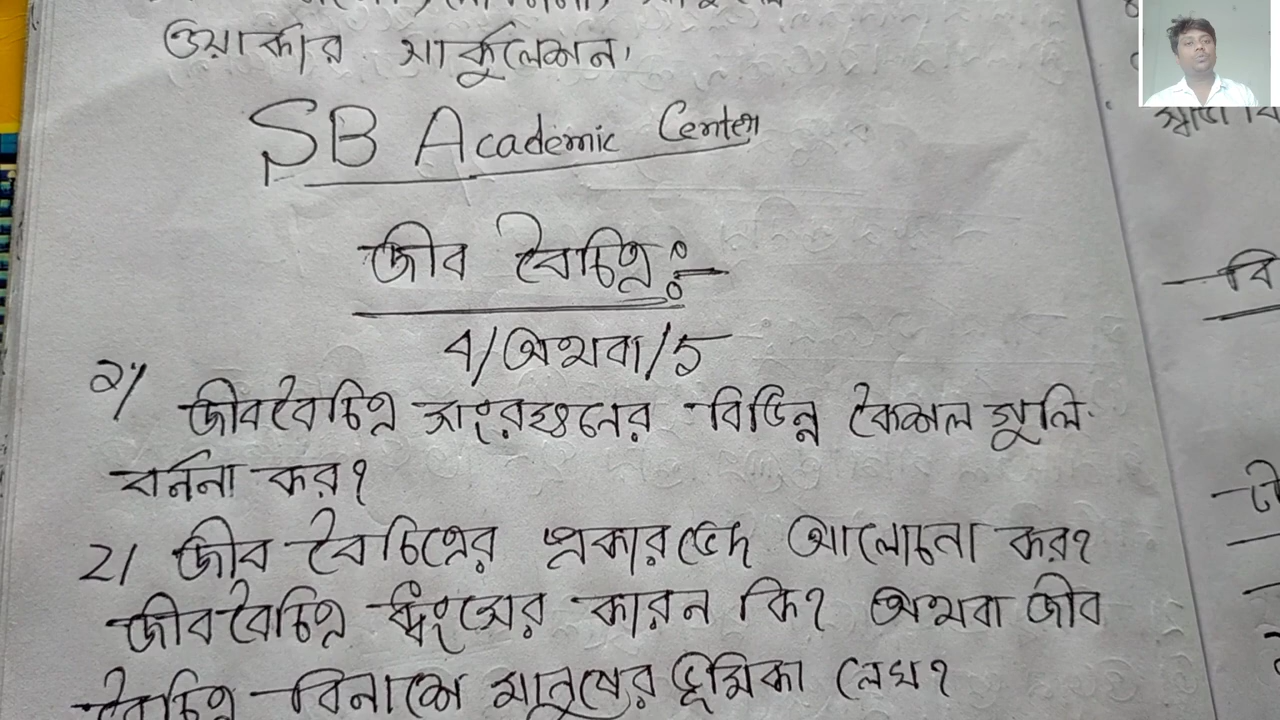 ওয়াকার সার্কুলেশন,
SB Academic Center
জীব বৈচিত্র :-
৭/অথবা/5
১/ জীববৈচিত্র সংরক্ষনের বিভিন্ন কৈশল গুলি
বর্ননা কর?
2/ জীব বৈচিত্রের প্রকারভেদ আলোচনা কর?
জীববৈচিত্র ধ্বংসের কারন কি? অথবা জীব
বৈচিত্র বিনাশে মানুষের ভূমিকা লেখ?
বি